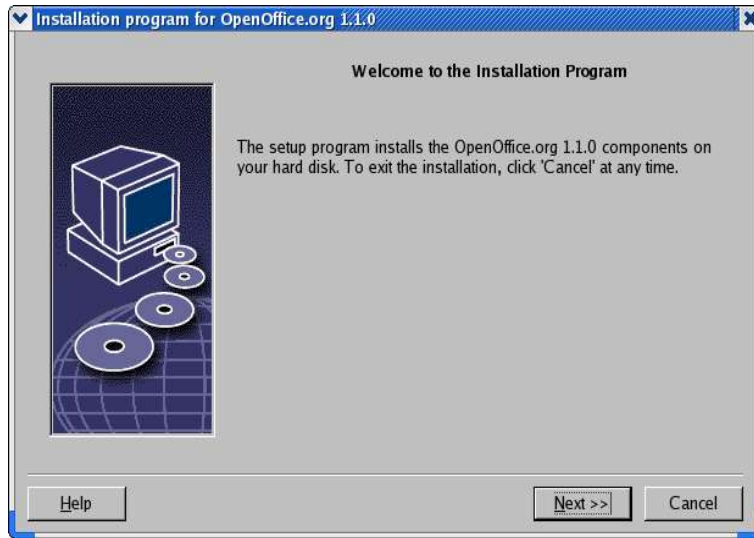 Installation program for OpenOffice.org 1.1.0
Welcome to the Installation Program
The setup program installs the OpenOffice.org 1.1.0 components on
your hard disk. To exit the installation, click 'Cancel' at any time.
Help
Next >>
Cancel